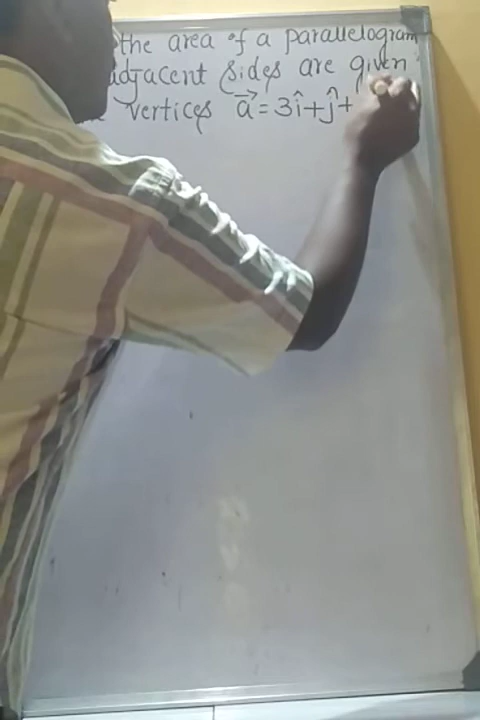 the area of a parallelogram
adjacent sides are given
vertices a⃗ = 3î+ĵ+